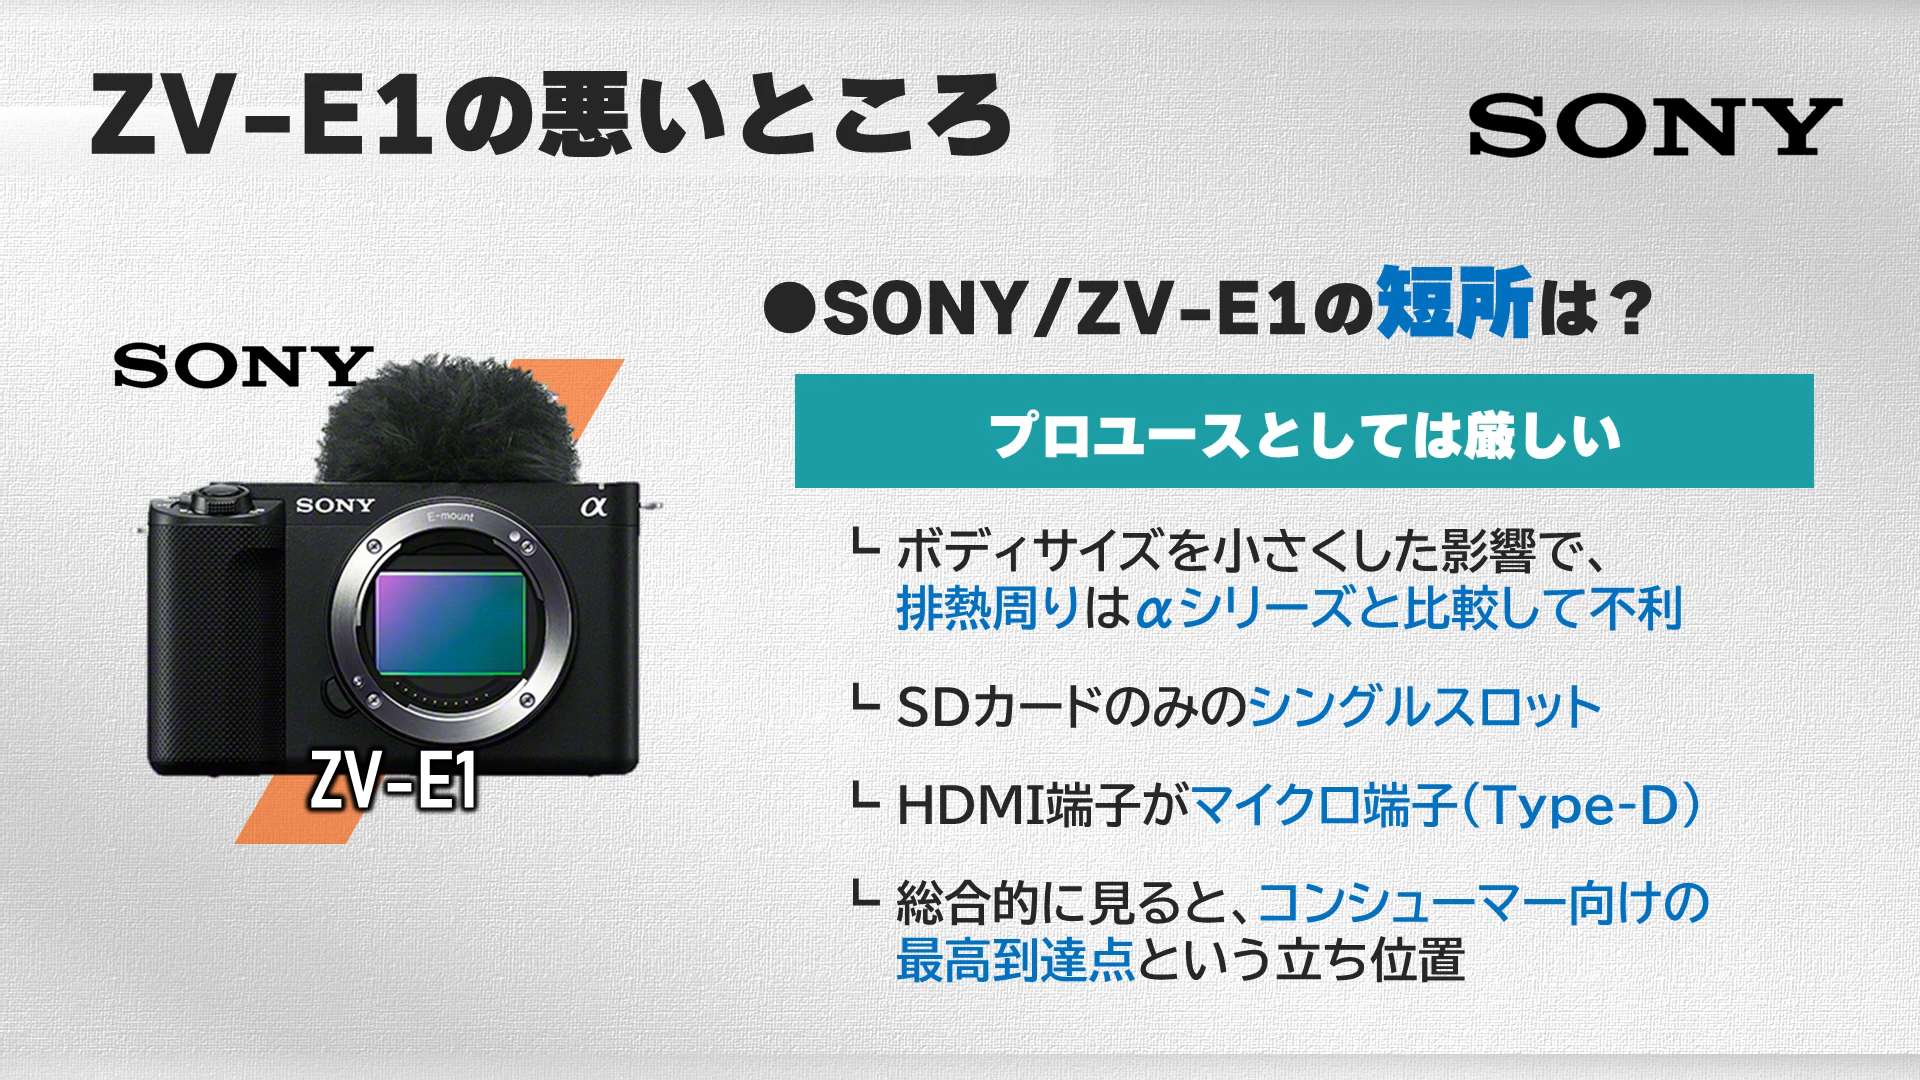 ZV-E1の悪いところ
SONY
●SONY/ZV-E1の短所は？
プロユースとしては厳しい
┗ ボディサイズを小さくした影響で、
排熱周りはαシリーズと比較して不利
┗ SDカードのみのシングルスロット
┗ HDMI端子がマイクロ端子(Type-D)
┗ 総合的に見ると、コンシューマー向けの
最高到達点という立ち位置
SONY
SONY
E-mount
α
ZV-E1